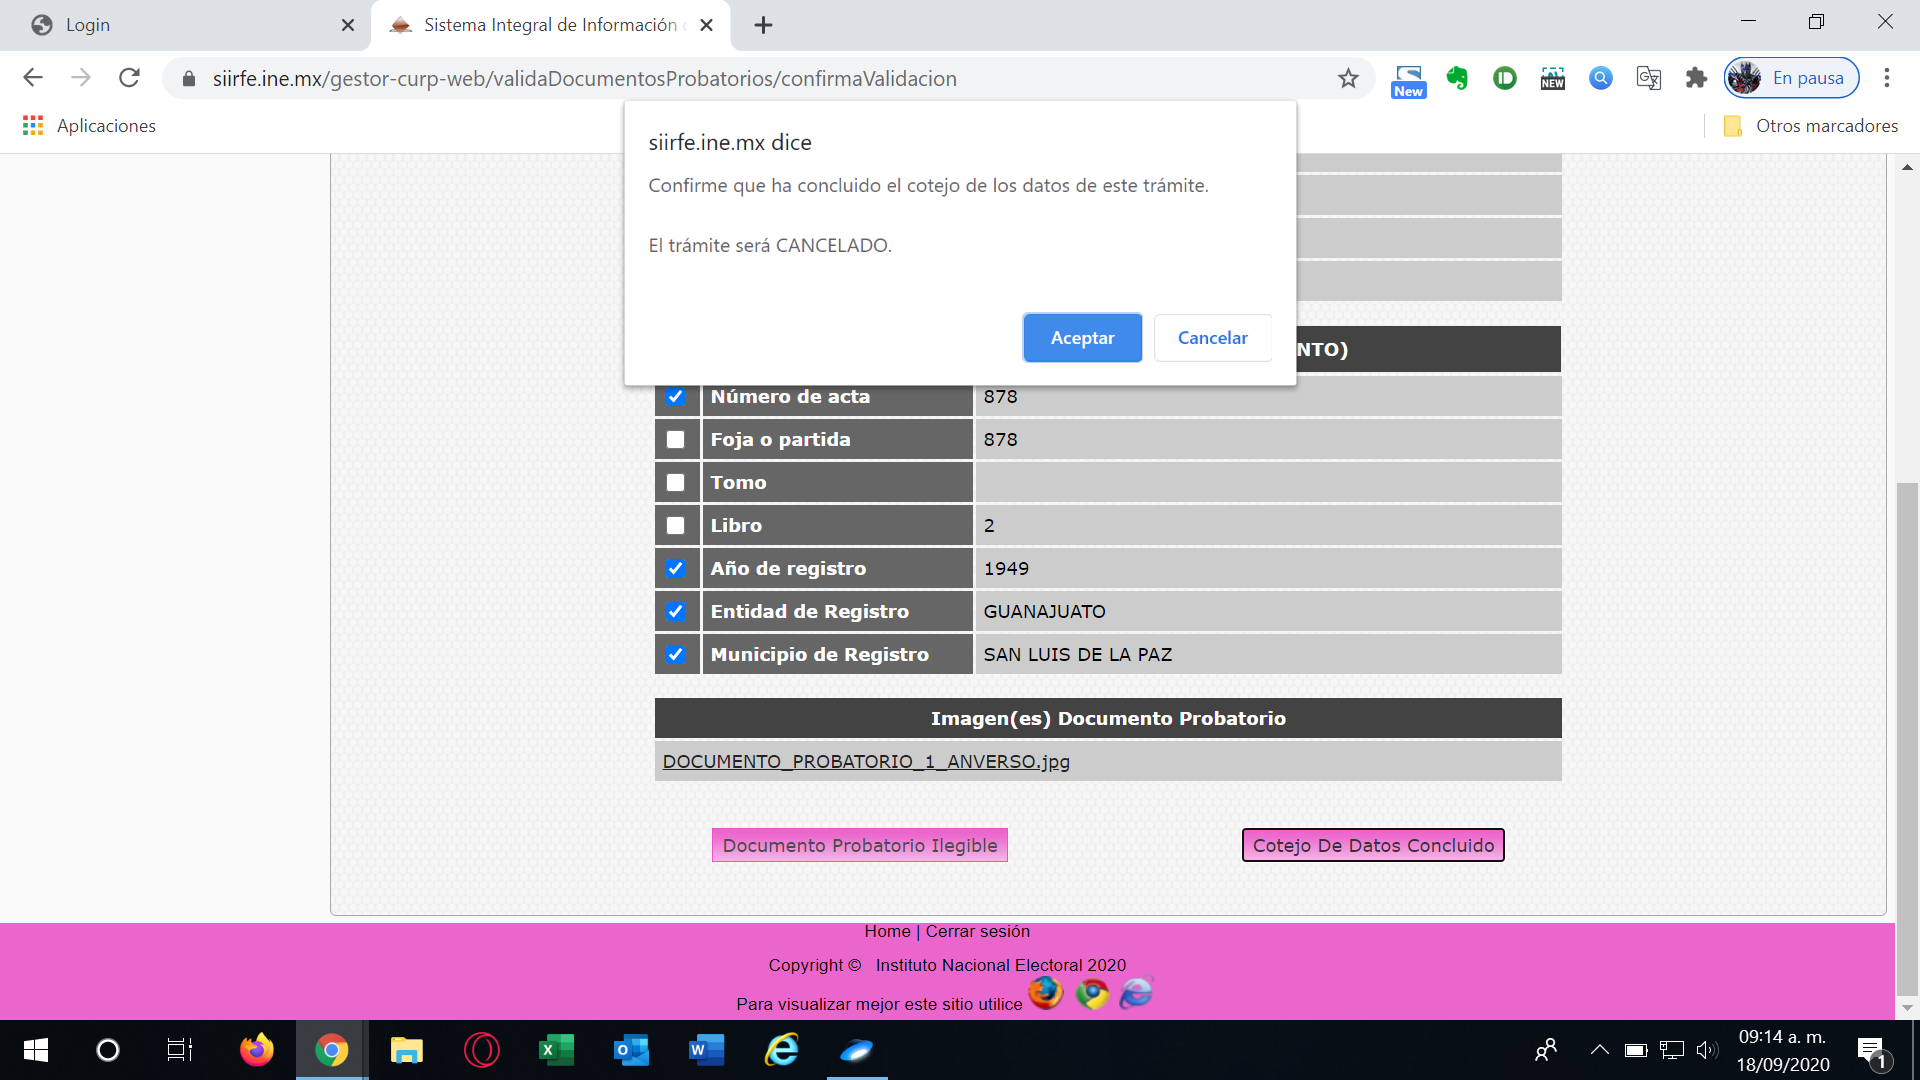 Login
Sistema Integral de Información
siirfe.ine.mx/gestor-curp-web/validaDocumentosProbatorios/confirmaValidacion
New
NEW
En pausa
Aplicaciones
Otros marcadores
siirfe.ine.mx dice
Confirme que ha concluido el cotejo de los datos de este trámite.
El trámite será CANCELADO.
Aceptar
Cancelar
NTO)
Número de acta 878
Foja o partida 878
Tomo
Libro 2
Año de registro 1949
Entidad de Registro GUANAJUATO
Municipio de Registro SAN LUIS DE LA PAZ
Imagen(es) Documento Probatorio
DOCUMENTO_PROBATORIO_1_ANVERSO.jpg
Documento Probatorio Ilegible
Cotejo De Datos Concluido
Home | Cerrar sesión
Copyright © Instituto Nacional Electoral 2020
Para visualizar mejor este sitio utilice
09:14 a. m.
18/09/2020
1